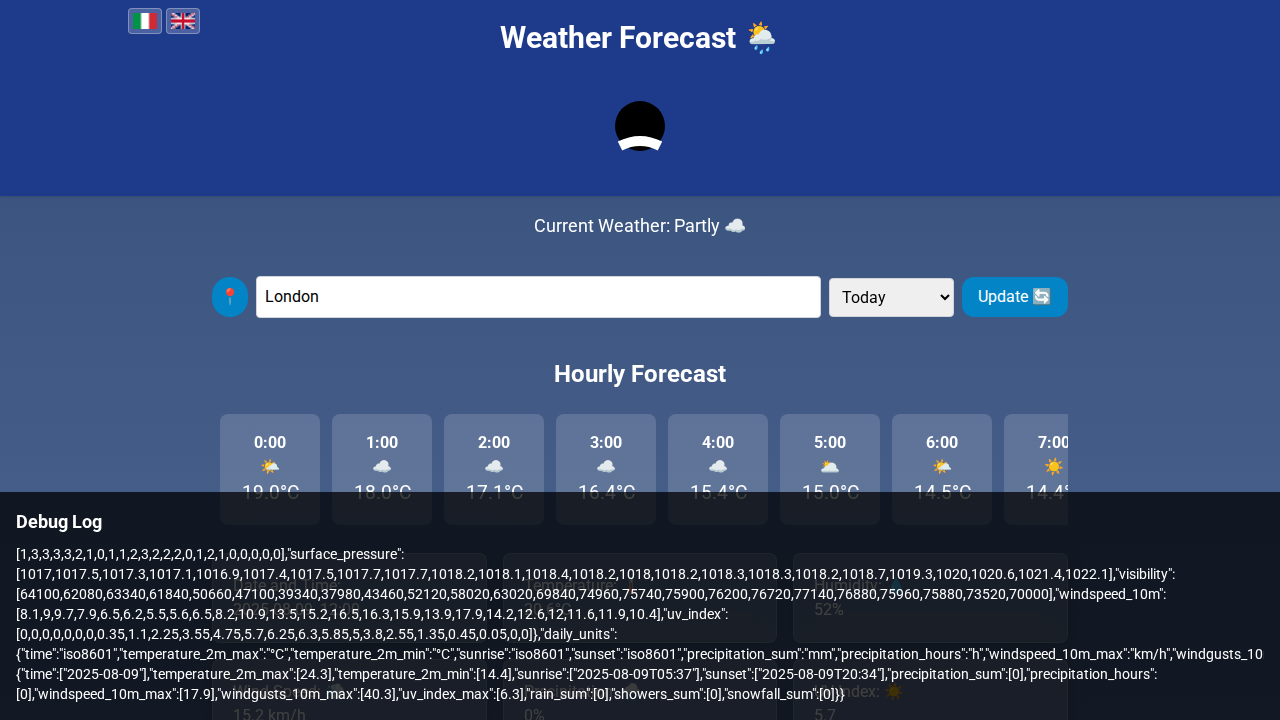 Weather Forecast 🌦️
Current Weather: Partly ☁️
📍 London Today Update 🔄
Hourly Forecast
0:00 1:00 2:00 3:00 4:00 5:00 6:00 7:00
19.0°C 18.0°C 17.1°C 16.4°C 15.4°C 15.0°C 14.5°C 14.4°
Debug Log
[1,3,3,3,3,2,1,0,1,1,2,3,2,2,2,0,1,2,1,0,0,0,0,0],"surface_pressure":
[1017,1017.5,1017.3,1017.1,1016.9,1017.4,1017.5,1017.7,1017.7,1018.2,1018.1,1018.4,1018.2,1018,1018.2,1018.3,1018.3,1018.2,1018.7,1019.3,1020,1020.6,1021.4,1022.1],"visibility":
[64100,62080,63340,61840,50660,47100,39340,37980,43460,52120,58020,63020,69840,74960,75740,75900,76200,76720,77140,76880,75960,75880,73520,70000],"windspeed_10m":
[8.1,9,9.7,7.9,6.5,6.2,5.5,5.6,6.5,8.2,10.9,13.5,15.2,16.5,16.3,15.9,13.9,17.9,14.2,12.6,12,11.6,11.9,10.4],"uv_index":
[0,0,0,0,0,0,0.35,1.1,2.25,3.55,4.75,5.7,6.25,6.3,5.85,5,3.8,2.55,1.35,0.45,0.05,0,0]},"daily_units":
{"time":"iso8601","temperature_2m_max":"°C","temperature_2m_min":"°C","sunrise":"iso8601","sunset":"iso8601","precipitation_sum":"mm","precipitation_hours":"h","windspeed_10m_max":"km/h","windgusts_10
{"time":["2025-08-09"],"temperature_2m_max":[24.3],"temperature_2m_min":[14.4],"sunrise":["2025-08-09T05:37"],"sunset":["2025-08-09T20:34"],"precipitation_sum":[0],"precipitation_hours":
[0],"windspeed_10m_max":[17.9],"windgusts_10m_max":[40.3],"uv_index_max":[6.3],"rain_sum":[0],"showers_sum":[0],"snowfall_sum":[0]}}
Date and Time: Temperature: Humidity:
52%
15.2 km/h 0% 5.7